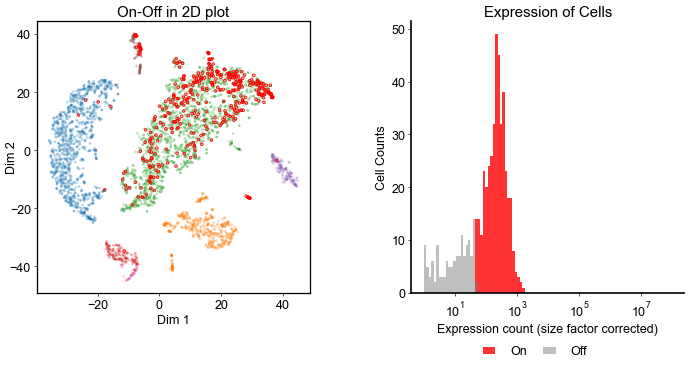 On-Off in 2D plot
40
20
0
−20
−40
Dim 2
−20
0
20
40
Dim 1
Expression of Cells
50
40
30
20
10
0
Cell Counts
10^1
10^3
10^5
10^7
Expression count (size factor corrected)
On
Off